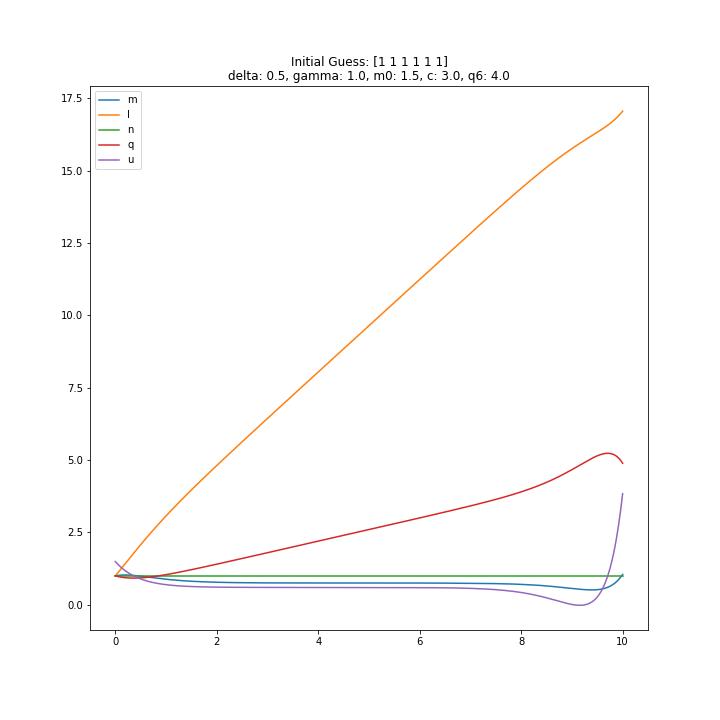 Initial Guess: [1 1 1 1 1 1]
delta: 0.5, gamma: 1.0, m0: 1.5, c: 3.0, q6: 4.0
m
l
n
q
u
17.5
15.0
12.5
10.0
7.5
5.0
2.5
0.0
0 2 4 6 8 10